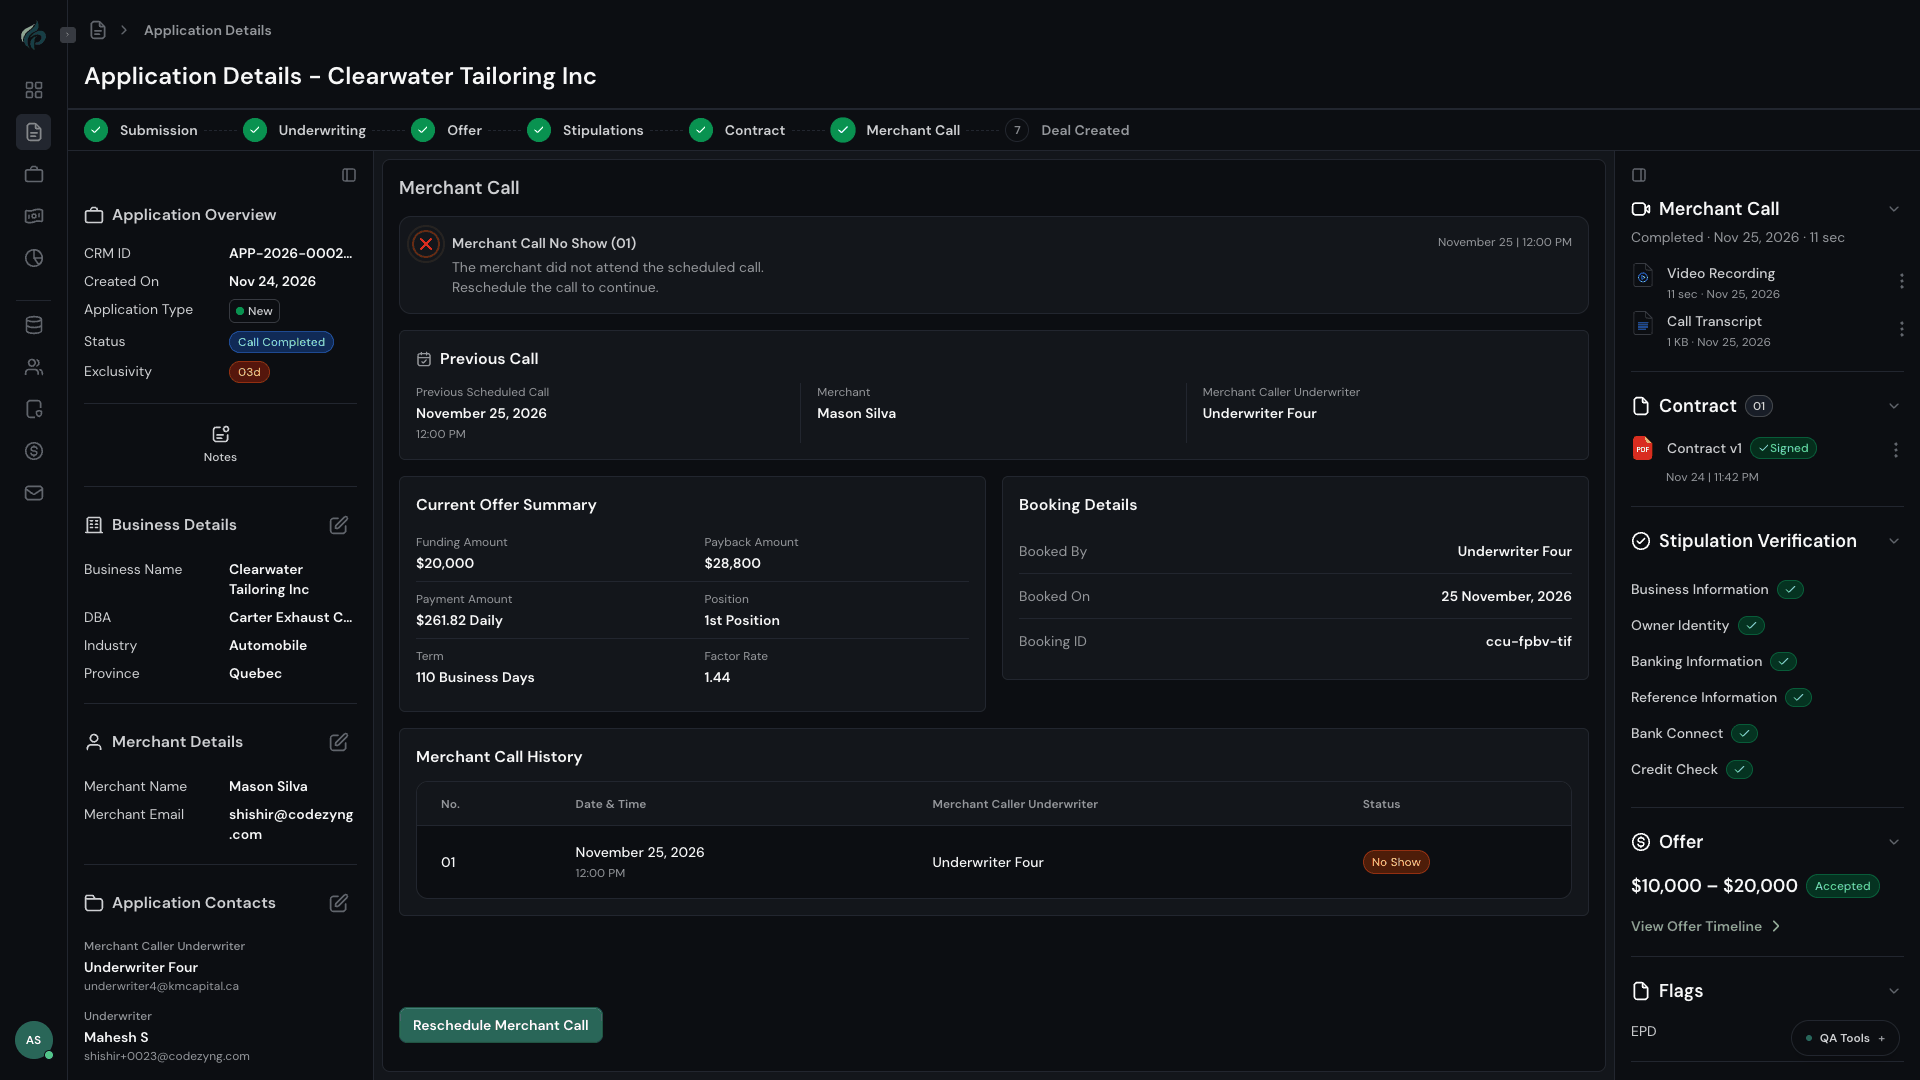 Application Details
Application Details – Clearwater Tailoring Inc
Submission
Underwriting
Offer
Stipulations
Contract
Merchant Call
7
Deal Created
Application Overview
CRM ID
APP-2026-0002...
Created On
Nov 24, 2026
Application Type
New
Status
Call Completed
Exclusivity
03d
Notes
Business Details
Business Name
Clearwater
Tailoring Inc
DBA
Carter Exhaust C...
Industry
Automobile
Province
Quebec
Merchant Details
Merchant Name
Mason Silva
Merchant Email
shishir@codezyng
.com
Application Contacts
Merchant Caller Underwriter
Underwriter Four
underwriter4@kmcapital.ca
Underwriter
Mahesh S
shishir+0023@codezyng.com
AS
Merchant Call
Merchant Call No Show (01)
November 25 | 12:00 PM
The merchant did not attend the scheduled call.
Reschedule the call to continue.
Previous Call
Previous Scheduled Call
November 25, 2026
12:00 PM
Merchant
Mason Silva
Merchant Caller Underwriter
Underwriter Four
Current Offer Summary
Funding Amount
$20,000
Payback Amount
$28,800
Payment Amount
$261.82 Daily
Position
1st Position
Term
110 Business Days
Factor Rate
1.44
Booking Details
Booked By
Underwriter Four
Booked On
25 November, 2026
Booking ID
ccu-fpbv-tif
Merchant Call History
No.
Date & Time
Merchant Caller Underwriter
Status
01
November 25, 2026
12:00 PM
Underwriter Four
No Show
Reschedule Merchant Call
Merchant Call
Completed · Nov 25, 2026 · 11 sec
Video Recording
11 sec · Nov 25, 2026
Call Transcript
1 KB · Nov 25, 2026
Contract
01
PDF
Contract v1
Signed
Nov 24 | 11:42 PM
Stipulation Verification
Business Information
Owner Identity
Banking Information
Reference Information
Bank Connect
Credit Check
Offer
$10,000 – $20,000
Accepted
View Offer Timeline
Flags
EPD
QA Tools +